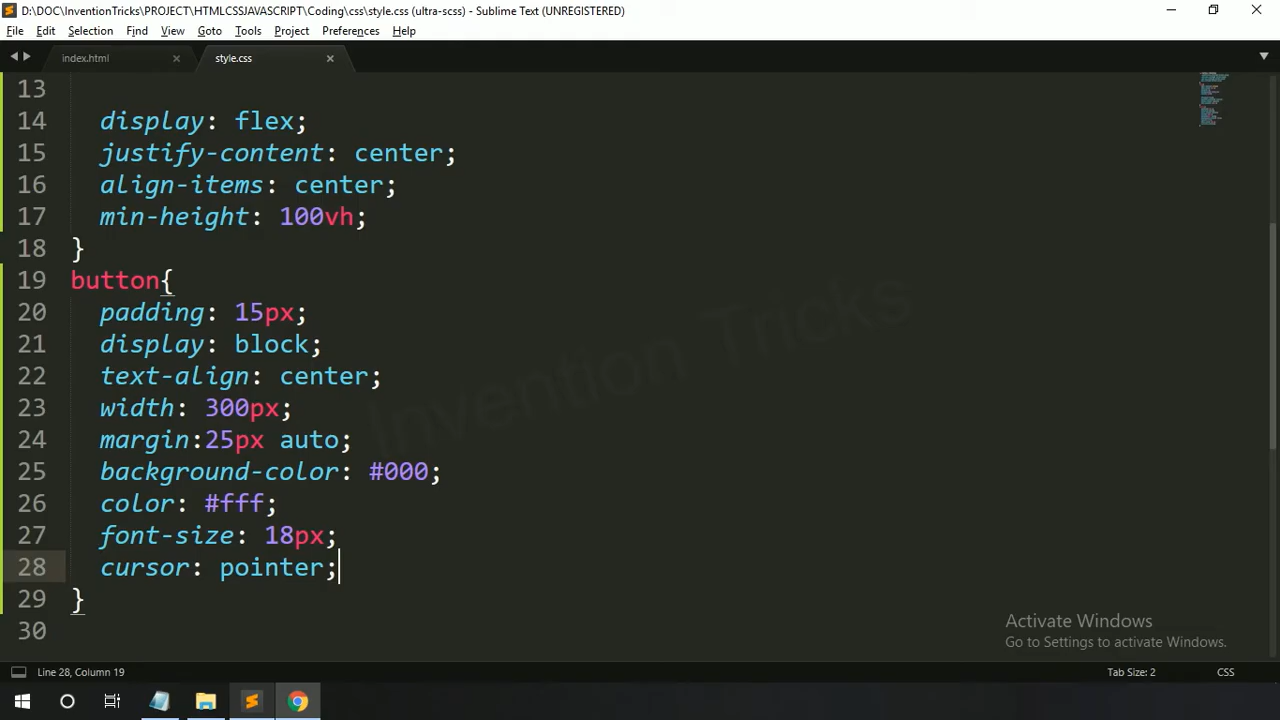 D:\DOC\InventionTricks\PROJECT\HTMLCSSJAVASCRIPT\Coding\css\style.css (ultra-scss) - Sublime Text (UNREGISTERED)
File Edit Selection Find View Goto Tools Project Preferences Help
index.html style.css
13
14 display: flex;
15 justify-content: center;
16 align-items: center;
17 min-height: 100vh;
18 }
19 button{
20 padding: 15px;
21 display: block;
22 text-align: center;
23 width: 300px;
24 margin:25px auto;
25 background-color: #000;
26 color: #fff;
27 font-size: 18px;
28 cursor: pointer;
29 }
30
Invention Tricks
Activate Windows
Go to Settings to activate Windows.
Line 28, Column 19 Tab Size: 2 CSS